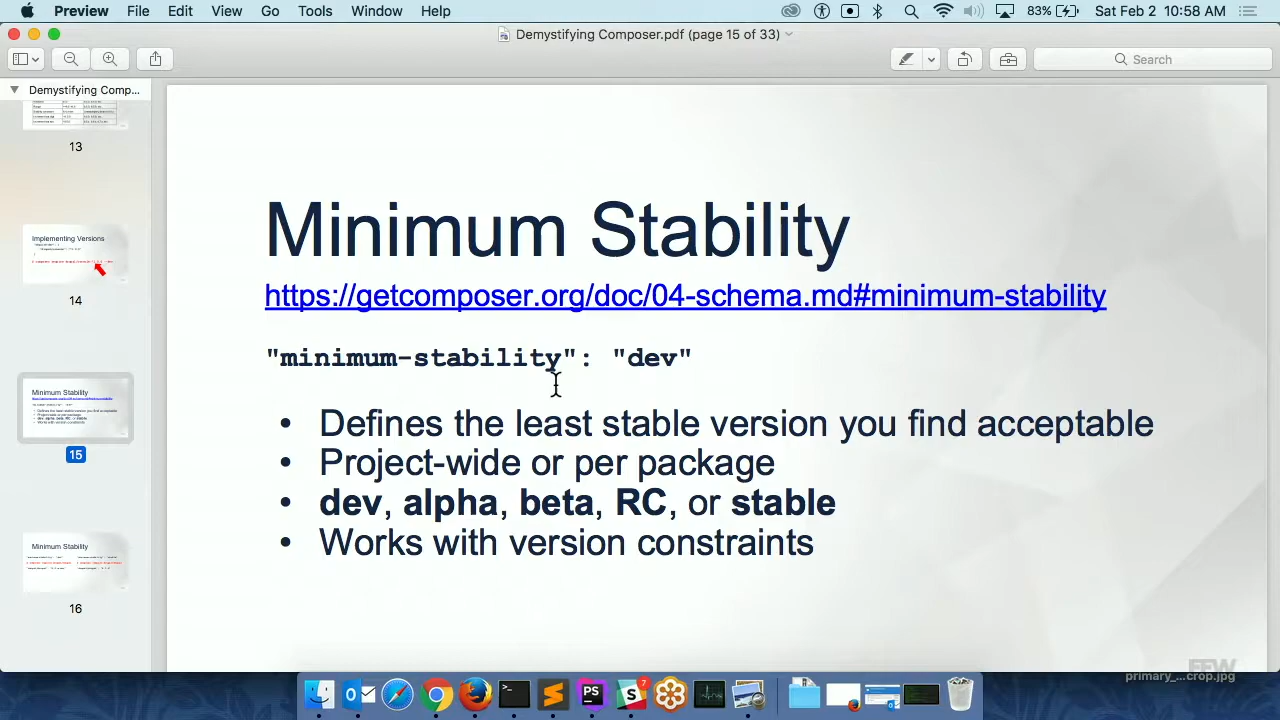 Preview File Edit View Go Tools Window Help 83% Sat Feb 2 10:58 AM
Demystifying Composer.pdf (page 15 of 33)
Search
Demystifying Comp...
13
Implementing Versions
14
Minimum Stability
15
Minimum Stability
16
Minimum Stability
https://getcomposer.org/doc/04-schema.md#minimum-stability
"minimum-stability": "dev"
• Defines the least stable version you find acceptable
• Project-wide or per package
• dev, alpha, beta, RC, or stable
• Works with version constraints
FFW
primary_...crop.jpg
PS
S
7